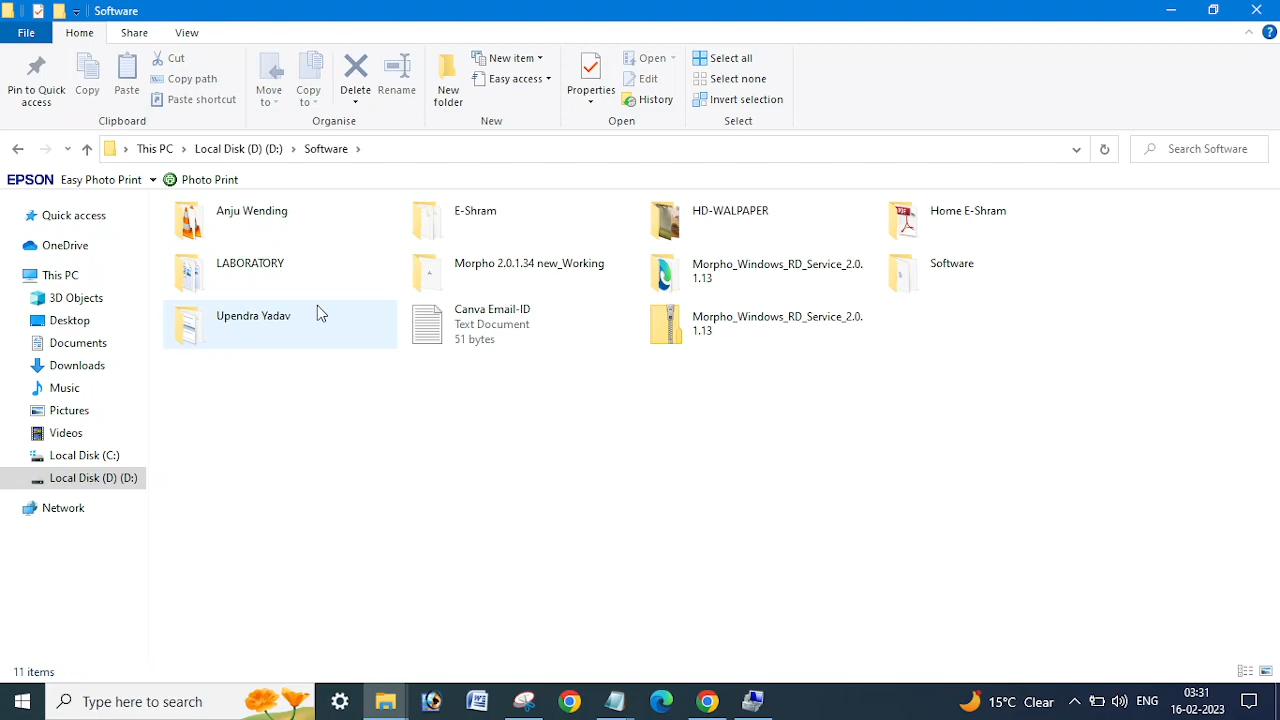 Software
File
Home
Share
View
Pin to Quick
access
Copy
Paste
Cut
Copy path
Paste shortcut
Clipboard
Move
to
Copy
to
Delete
Rename
Organise
New
folder
New item
Easy access
New
Properties
Open
Edit
History
Open
Select all
Select none
Invert selection
Select
This PC > Local Disk (D) (D:) > Software >
Search Software
EPSON Easy Photo Print
Photo Print
Quick access
OneDrive
This PC
3D Objects
Desktop
Documents
Downloads
Music
Pictures
Videos
Local Disk (C:)
Local Disk (D) (D:)
Network
Anju Wending
E-Shram
HD-WALPAPER
Home E-Shram
LABORATORY
Morpho 2.0.1.34 new_Working
Morpho_Windows_RD_Service_2.0.
1.13
Software
Upendra Yadav
Canva Email-ID
Text Document
51 bytes
Morpho_Windows_RD_Service_2.0.
1.13
11 items
Type here to search
15°C Clear
ENG
03:31
16-02-2023